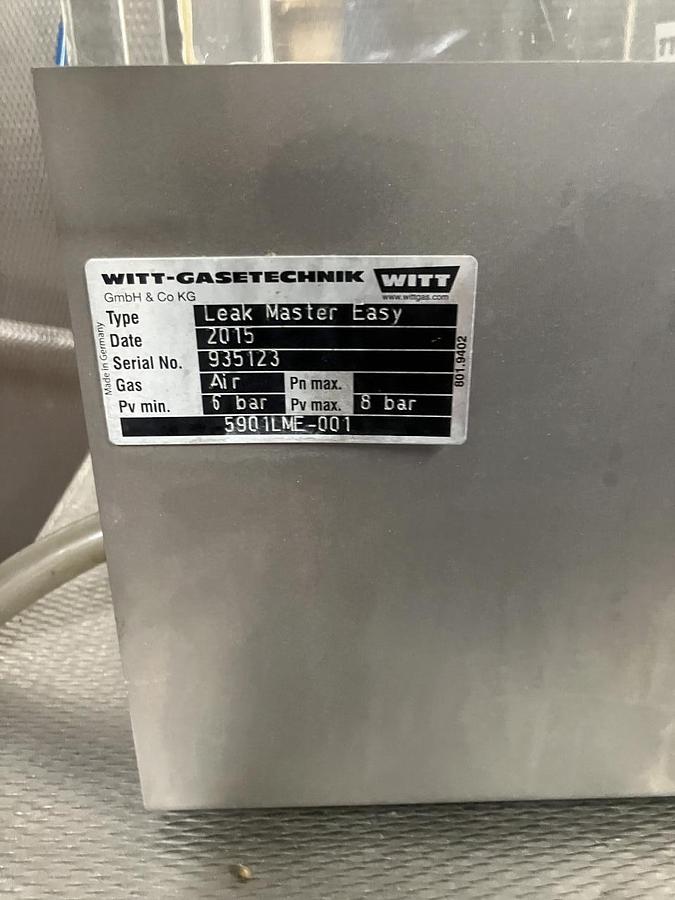 WITT-GASETECHNIK WITT
GmbH & Co KG www.wittgas.com
Type Leak Master Easy
Date 2015
Serial No. 935123
Gas Air Pn max.
Pv min. 6 bar Pv max. 8 bar
5901LME-001
Made in Germany
801.9402